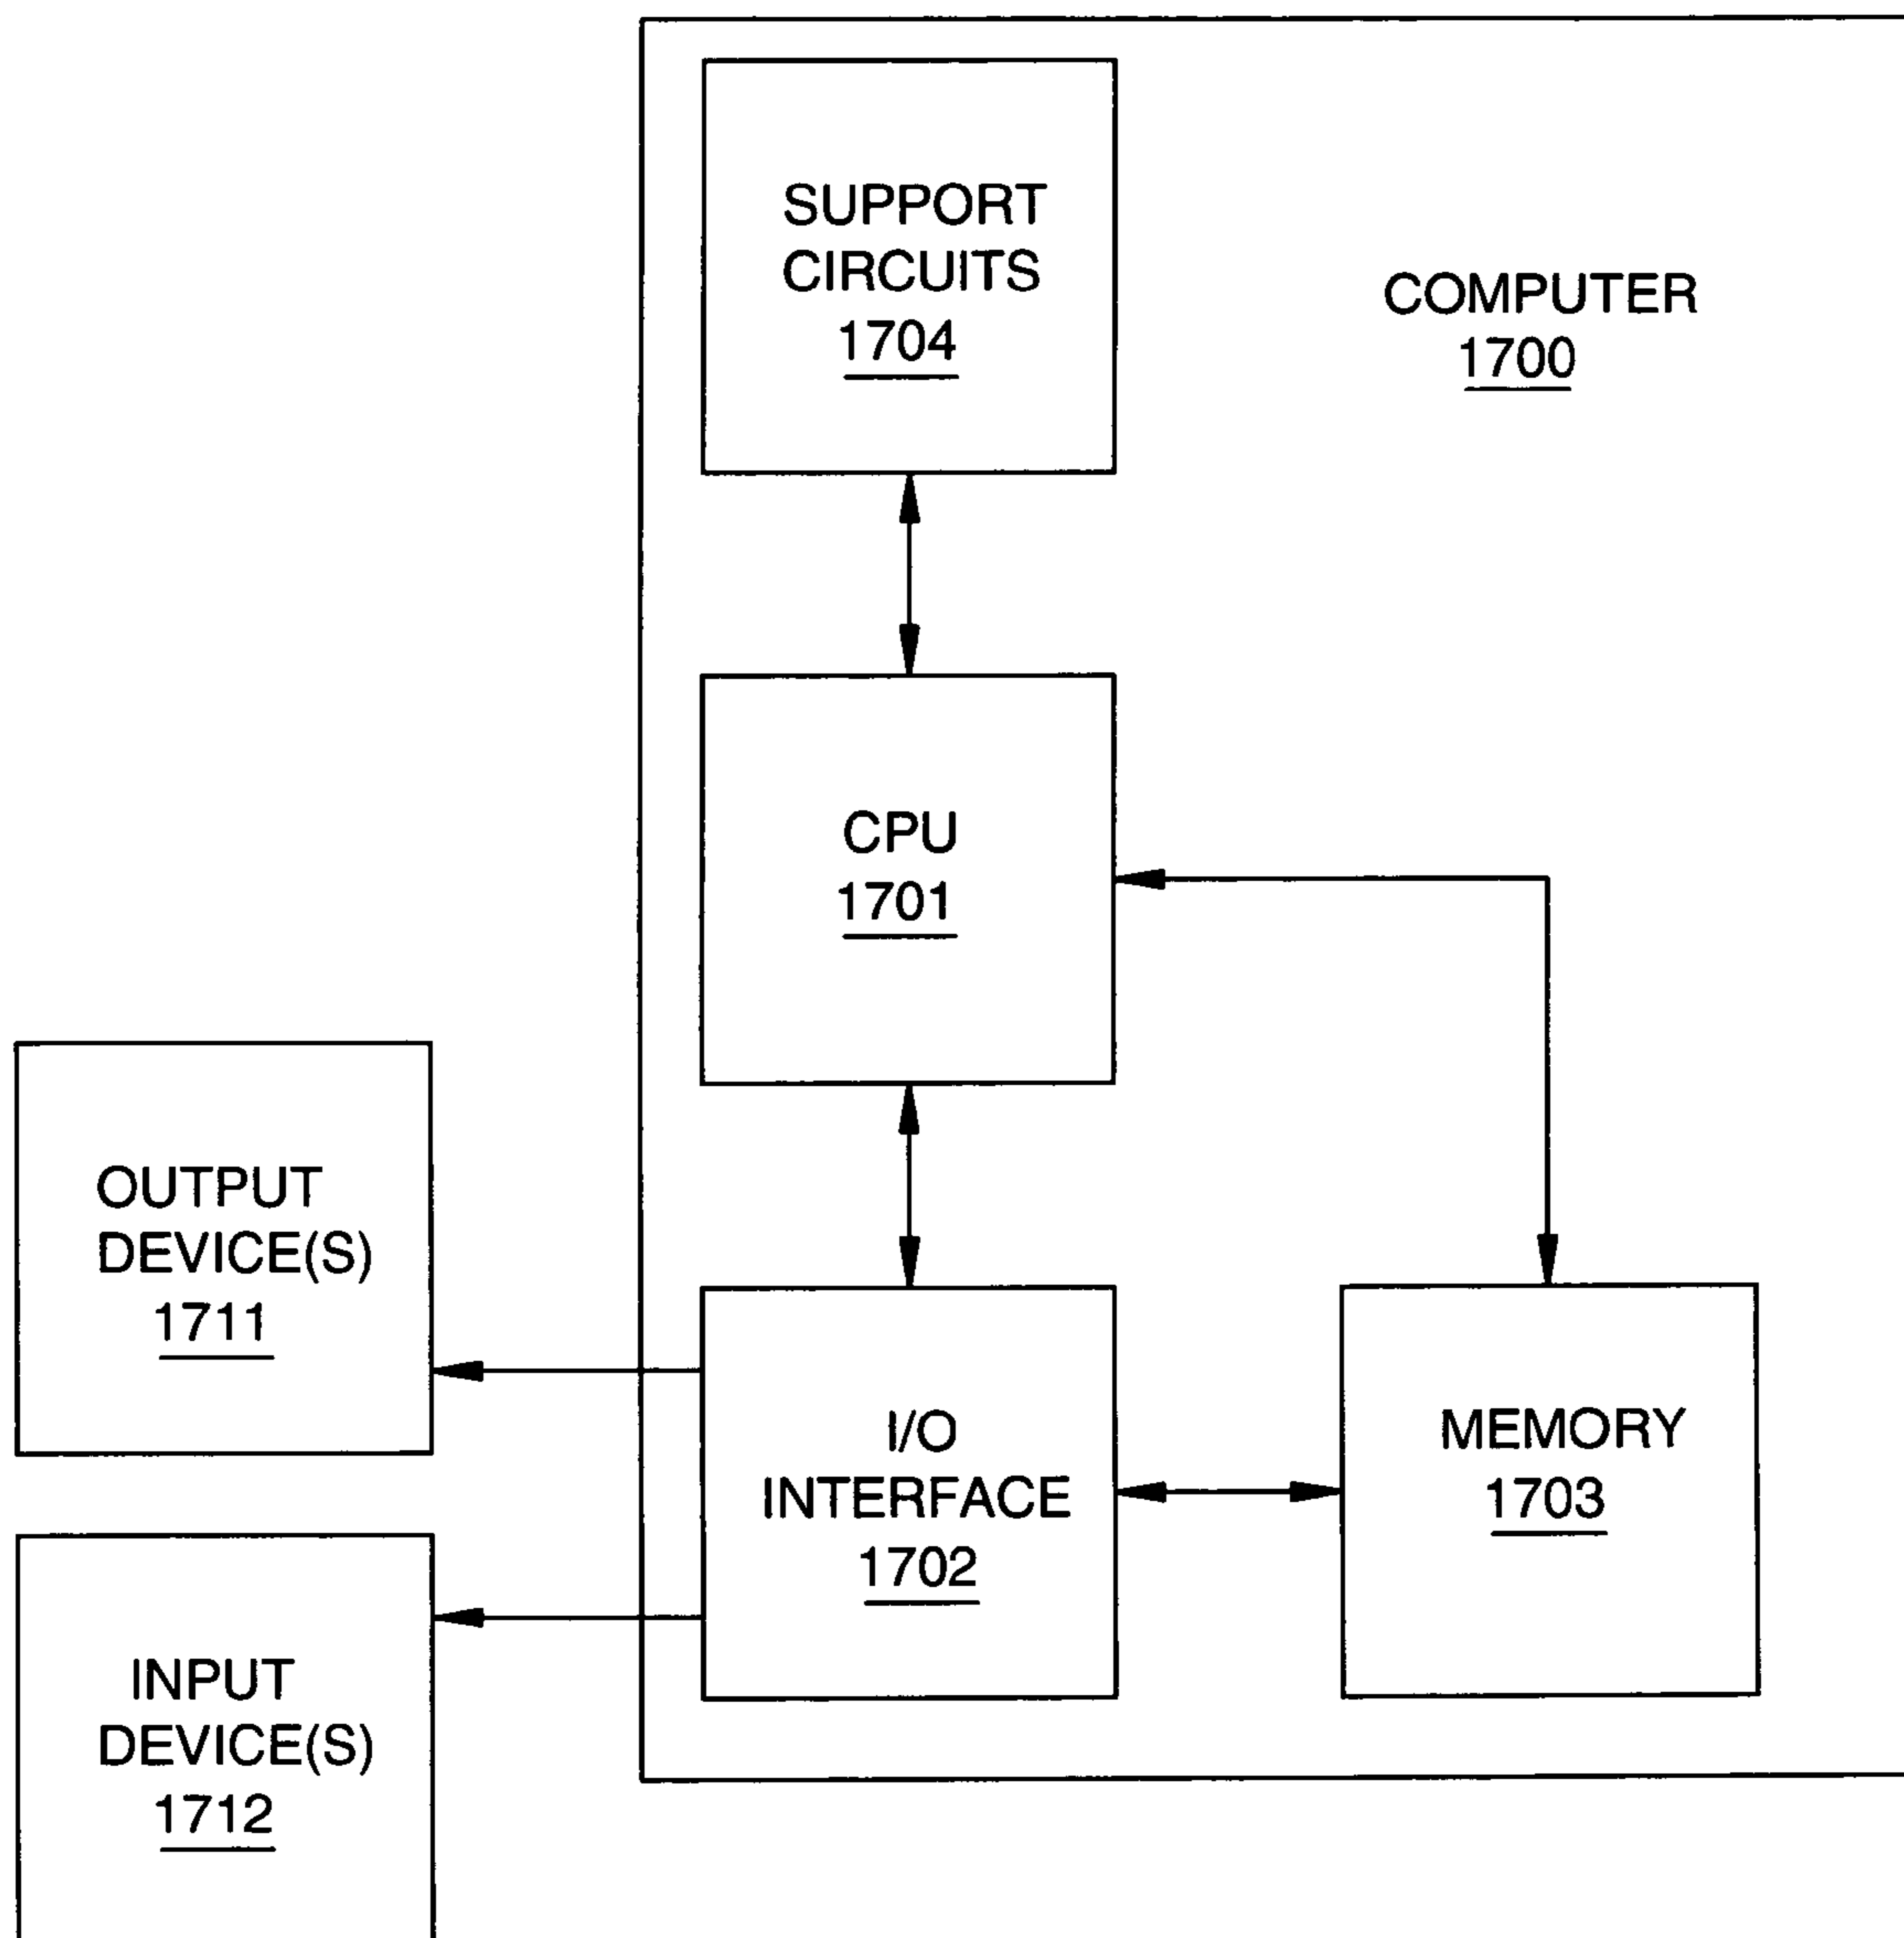 SUPPORT
CIRCUITS
1704
COMPUTER
1700
CPU
1701
OUTPUT
DEVICE(S)
1711
I/O
INTERFACE
1702
MEMORY
1703
INPUT
DEVICE(S)
1712